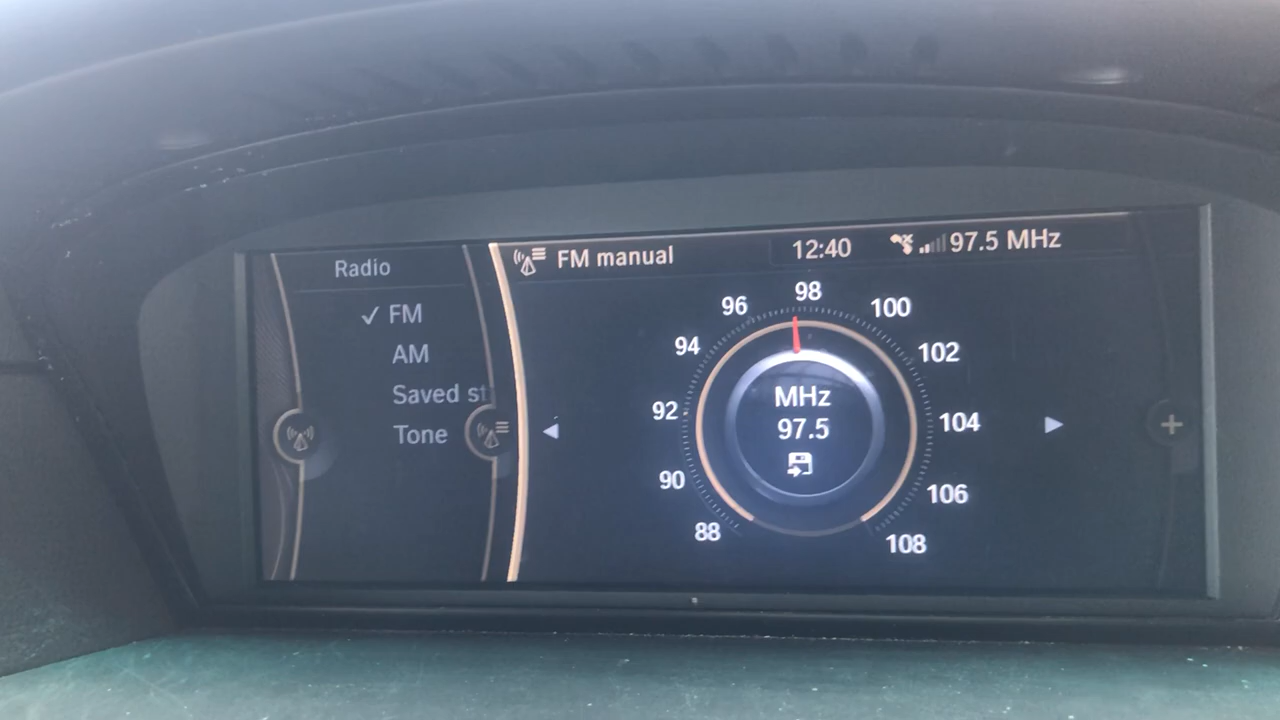 Radio
✓ FM
AM
Saved st
Tone
FM manual
12:40
97.5 MHz
98
96
100
94
102
92
104
90
106
88
108
MHz
97.5